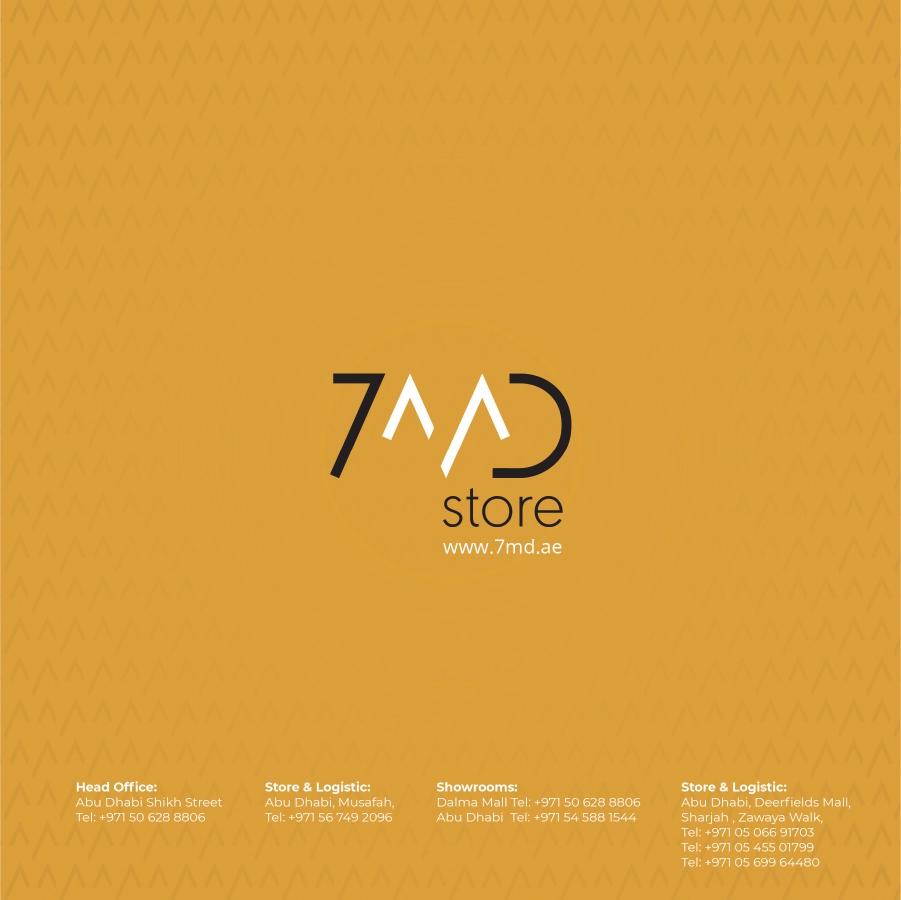 7MD
store
www.7md.ae
Head Office:
Abu Dhabi Shikh Street
Tel: +971 50 628 8806
Store & Logistic:
Abu Dhabi, Musafah,
Tel: +971 56 749 2096
Showrooms:
Dalma Mall Tel: +971 50 628 8806
Abu Dhabi  Tel: +971 54 588 1544
Store & Logistic:
Abu Dhabi, Deerfields Mall,
Sharjah , Zawaya Walk,
Tel: +971 05 066 91703
Tel: +971 05 455 01799
Tel: +971 05 699 64480